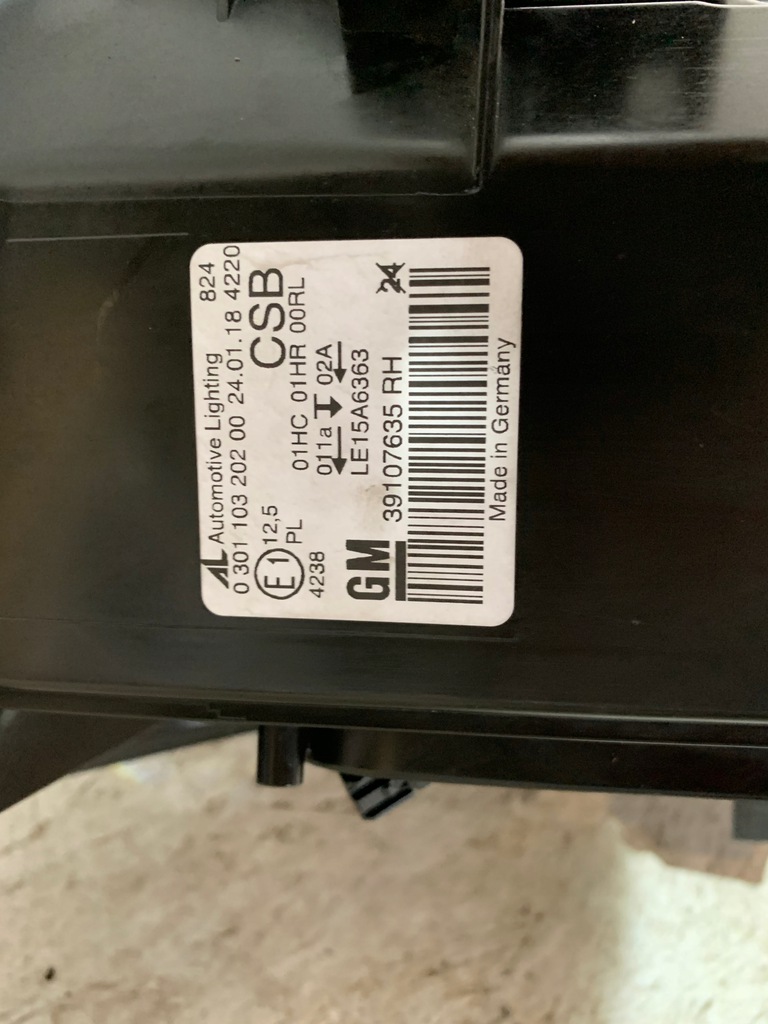 AL Automotive Lighting 824
0 301 103 202 00 24.01.18 4220
E1 12,5 CSB
PL 01HC 01HR 00RL
4238 011a 02A
LE15A6363
GM 39107635 RH
24
Made in Germany